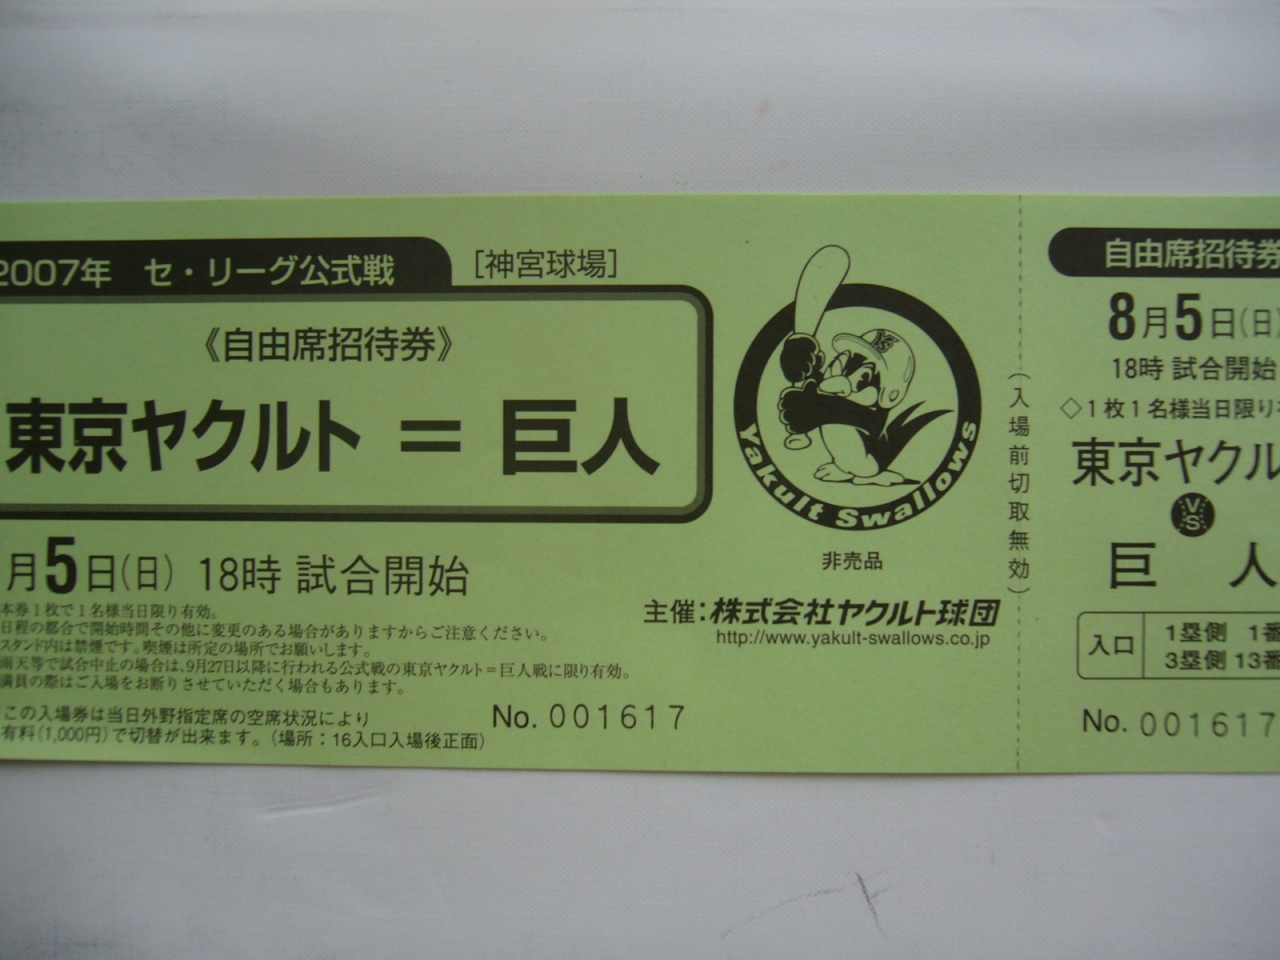 2007年 セ・リーグ公式戦
[神宮球場]
《自由席招待券》
東京ヤクルト＝巨人
月5日(日) 18時 試合開始
本券1枚で1名様当日限り有効。
日程の都合で開始時間その他に変更のある場合がありますからご注意ください。
スタンド内は禁煙です。喫煙は所定の場所でお願いします。
雨天等で試合中止の場合は、9月27日以降に行われる公式戦の東京ヤクルト＝巨人戦に限り有効。
満員の際はご入場をお断りさせていただく場合もあります。
この入場券は当日外野指定席の空席状況により
有料(1,000円)で切替が出来ます。(場所：16入口入場後正面)
No. 001617
YS
Yakult Swallows
非売品
主催：株式会社ヤクルト球団
http://www.yakult-swallows.co.jp
(入場前切取無効)
自由席招待券
8月5日(日)
18時 試合開始
◇1枚1名様当日限り
東京ヤクル
VS
巨人
入口
1塁側 1番
3塁側 13番
No. 001617